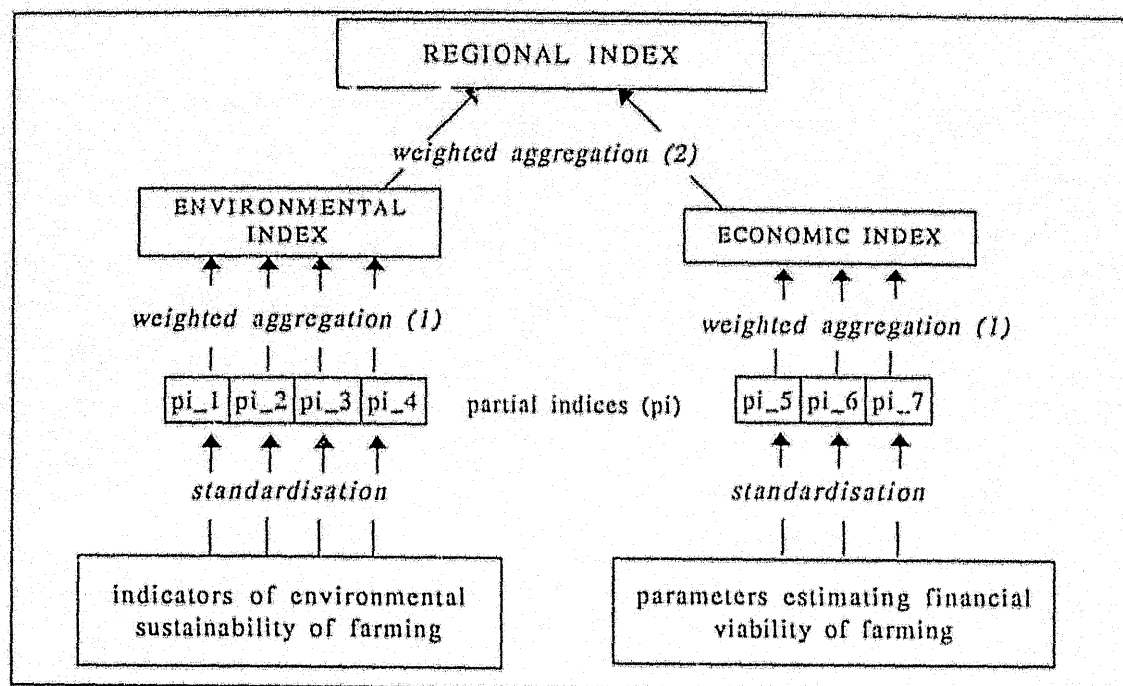 REGIONAL INDEX
weighted aggregation (2)
ENVIRONMENTAL
INDEX
ECONOMIC INDEX
weighted aggregation (1)
weighted aggregation (1)
pi_1 pi_2 pi_3 pi_4
partial indices (pi)
pi_5 pi_6 pi_7
standardisation
standardisation
indicators of environmental
sustainability of farming
parameters estimating financial
viability of farming